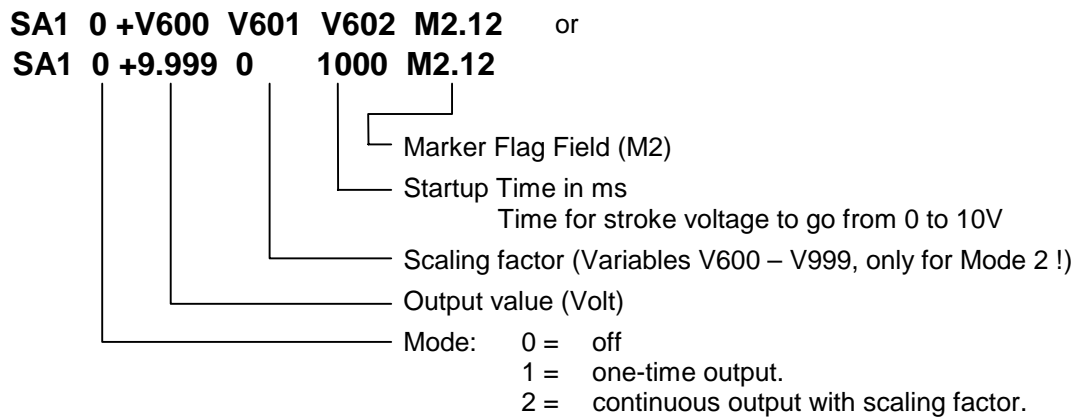 SA1 0 +V600 V601 V602 M2.12 or
SA1 0 +9.999 0 1000 M2.12
Marker Flag Field (M2)
Startup Time in ms
Time for stroke voltage to go from 0 to 10V
Scaling factor (Variables V600 – V999, only for Mode 2 !)
Output value (Volt)
Mode: 0 = off
1 = one-time output.
2 = continuous output with scaling factor.